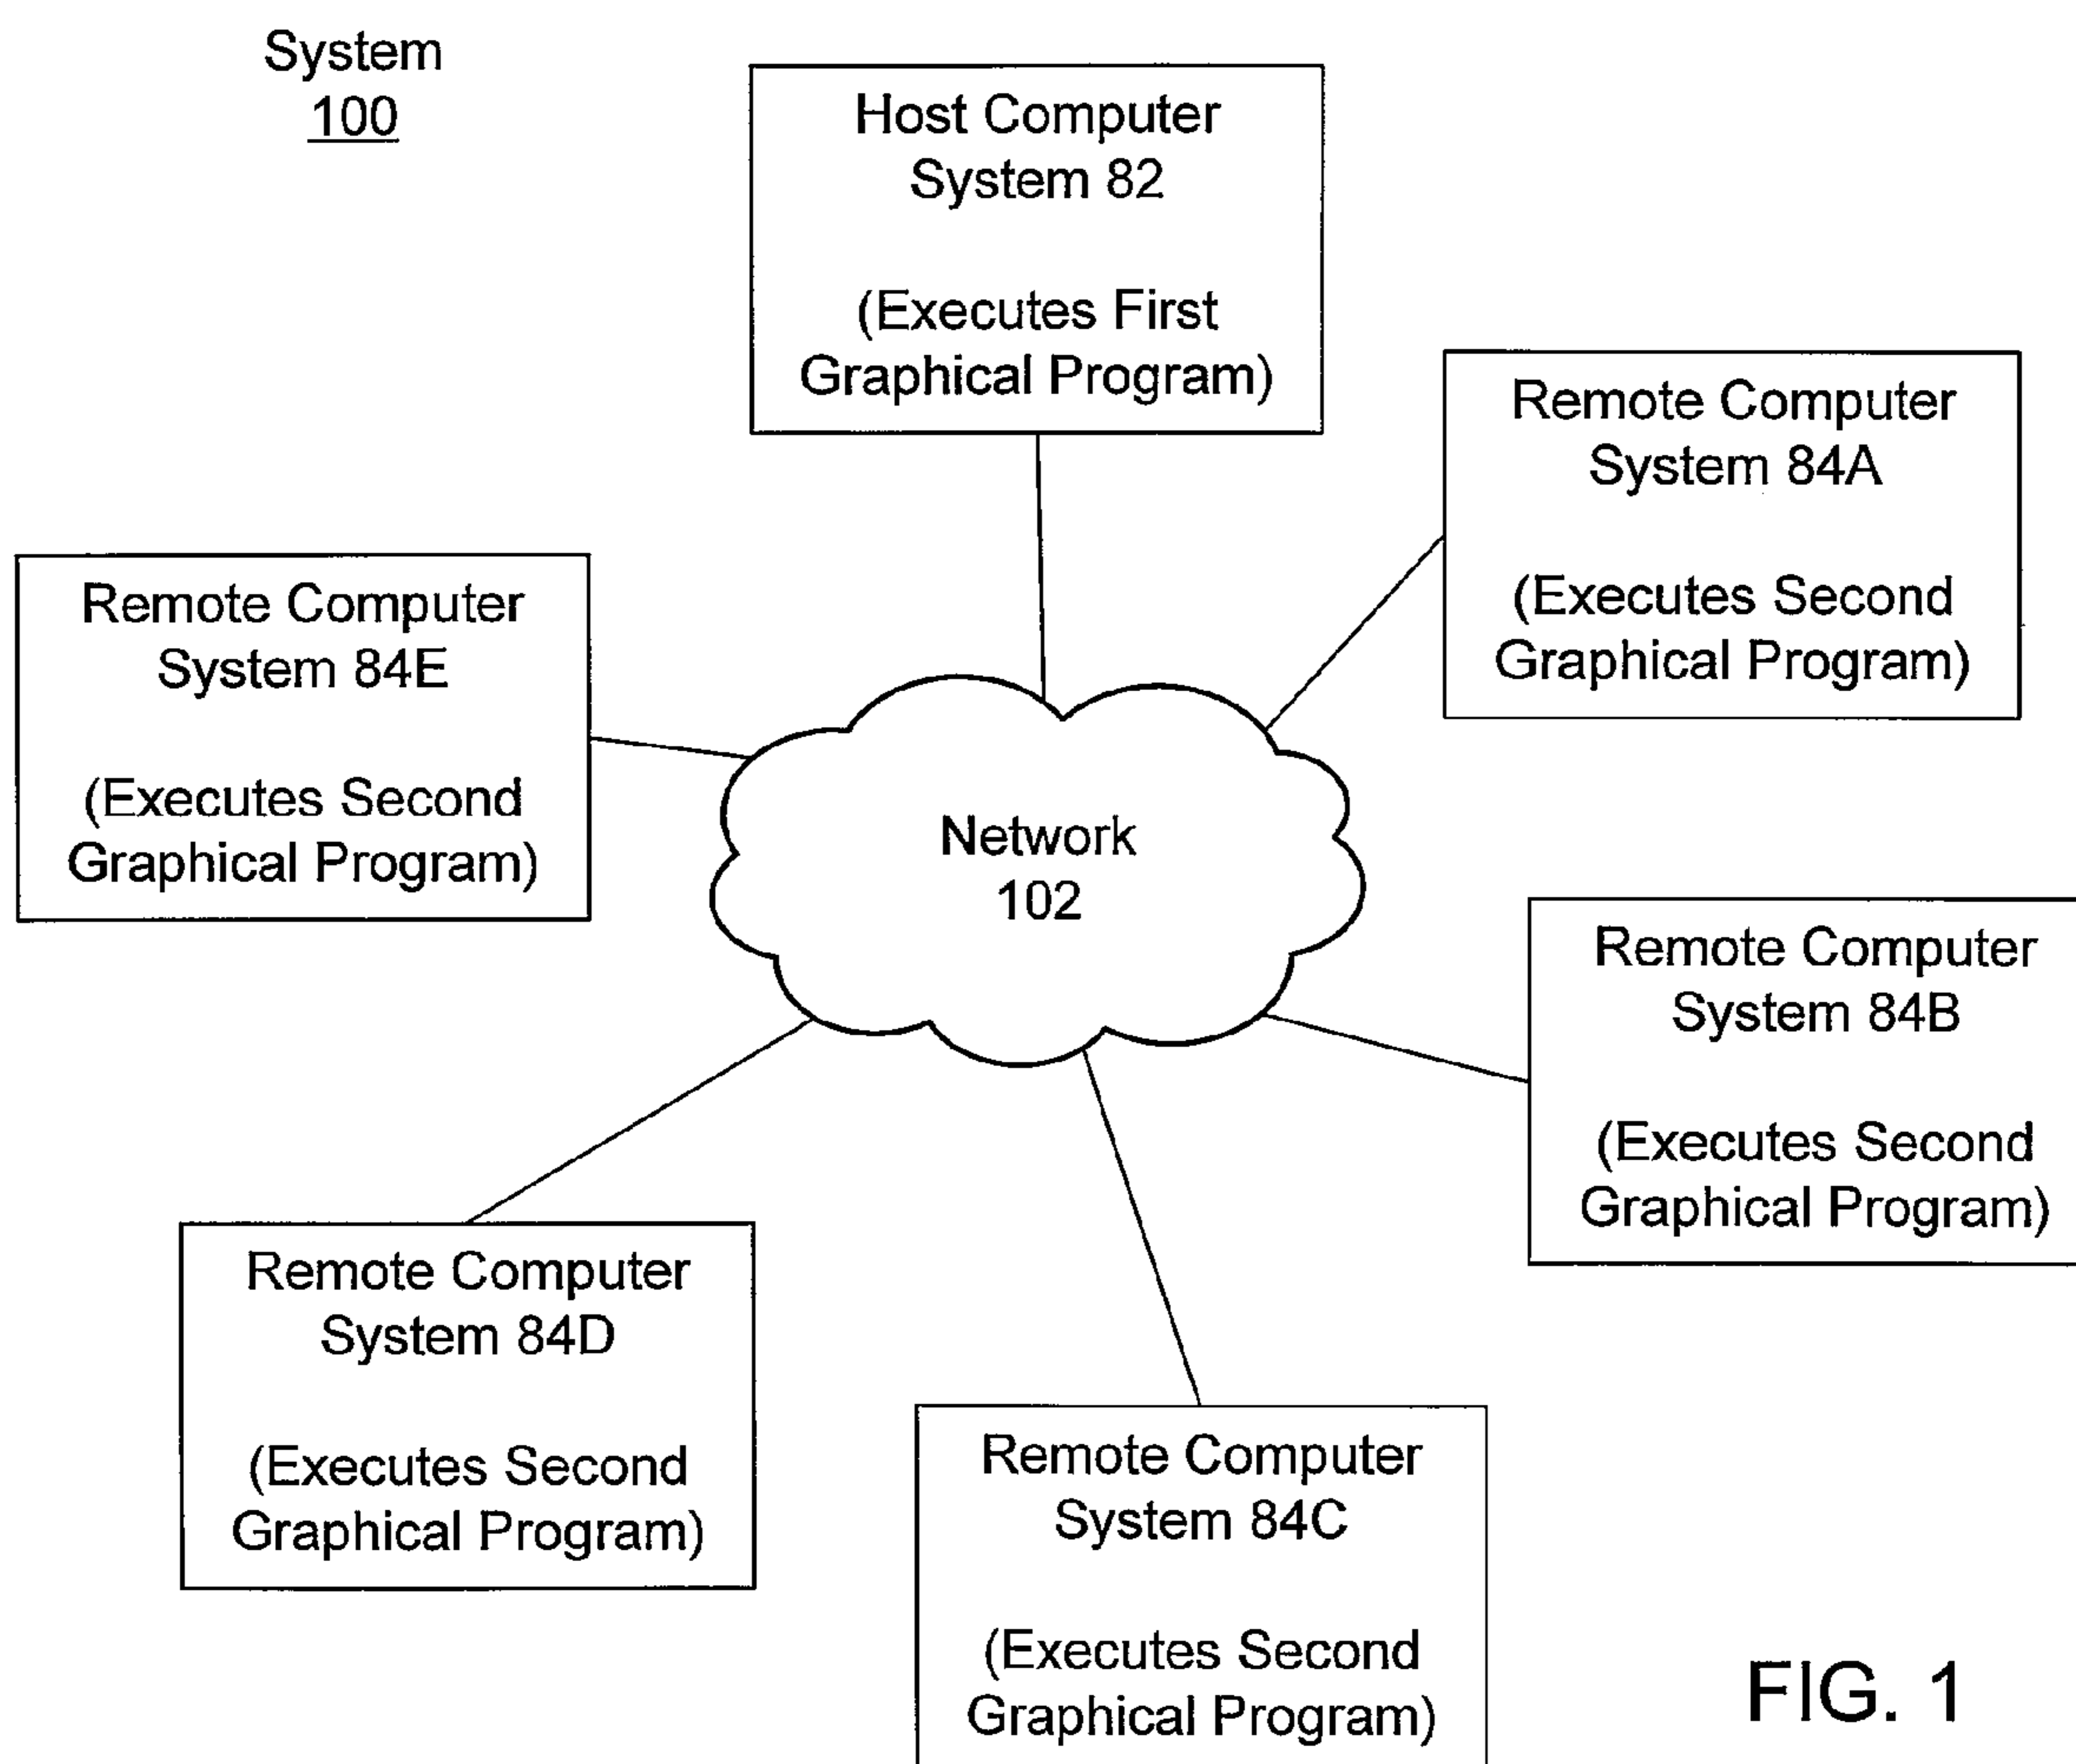 System
100
Host Computer
System 82
(Executes First
Graphical Program)
Remote Computer
System 84A
(Executes Second
Graphical Program)
Remote Computer
System 84E
(Executes Second
Graphical Program)
Network
102
Remote Computer
System 84B
(Executes Second
Graphical Program)
Remote Computer
System 84D
(Executes Second
Graphical Program)
Remote Computer
System 84C
(Executes Second
Graphical Program)
FIG. 1